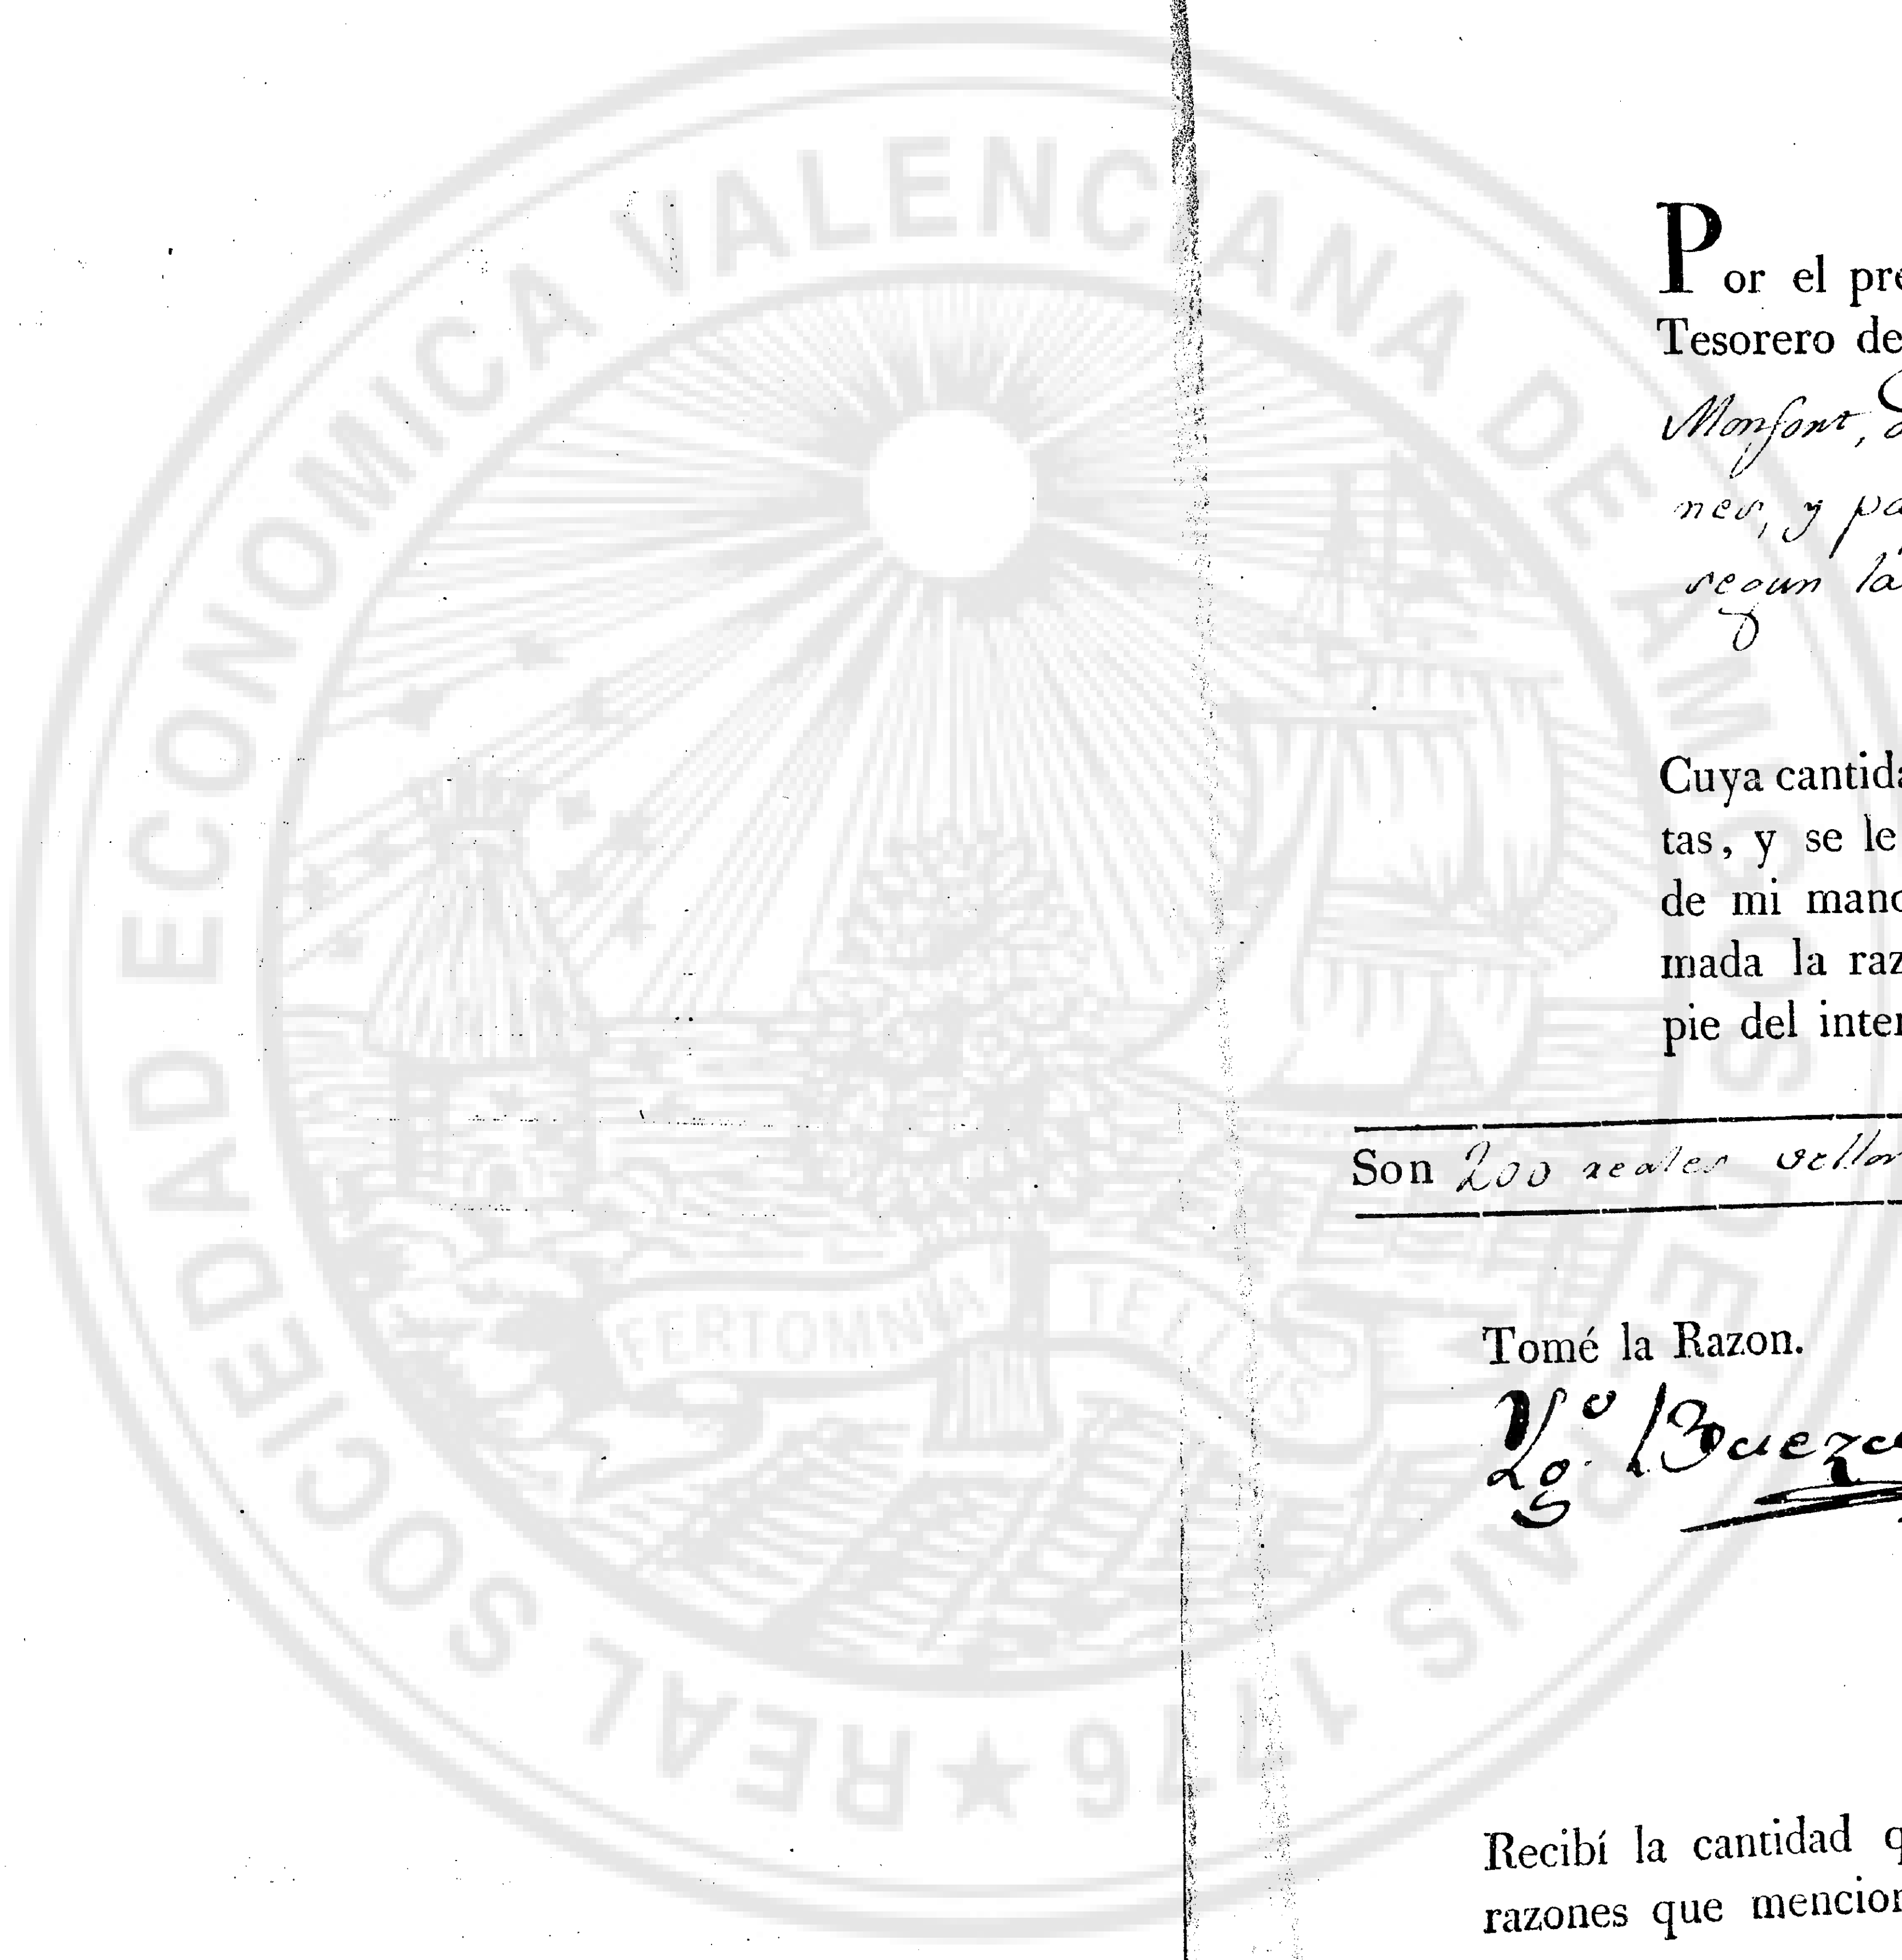 REAL SOCIEDAD ECONOMICA VALENCIANA DE AMIGOS DE PAIS 1776
FERT OMNIA TELLUS
Por el pre
Tesorero de
Monfort,
nes, y pa
segun la
Cuya cantida
tas, y se le
de mi mano
mada la raz
pie del inter
Son 200 reales vellon
Tomé la Razon.
Recibí la cantidad q
razones que mencion